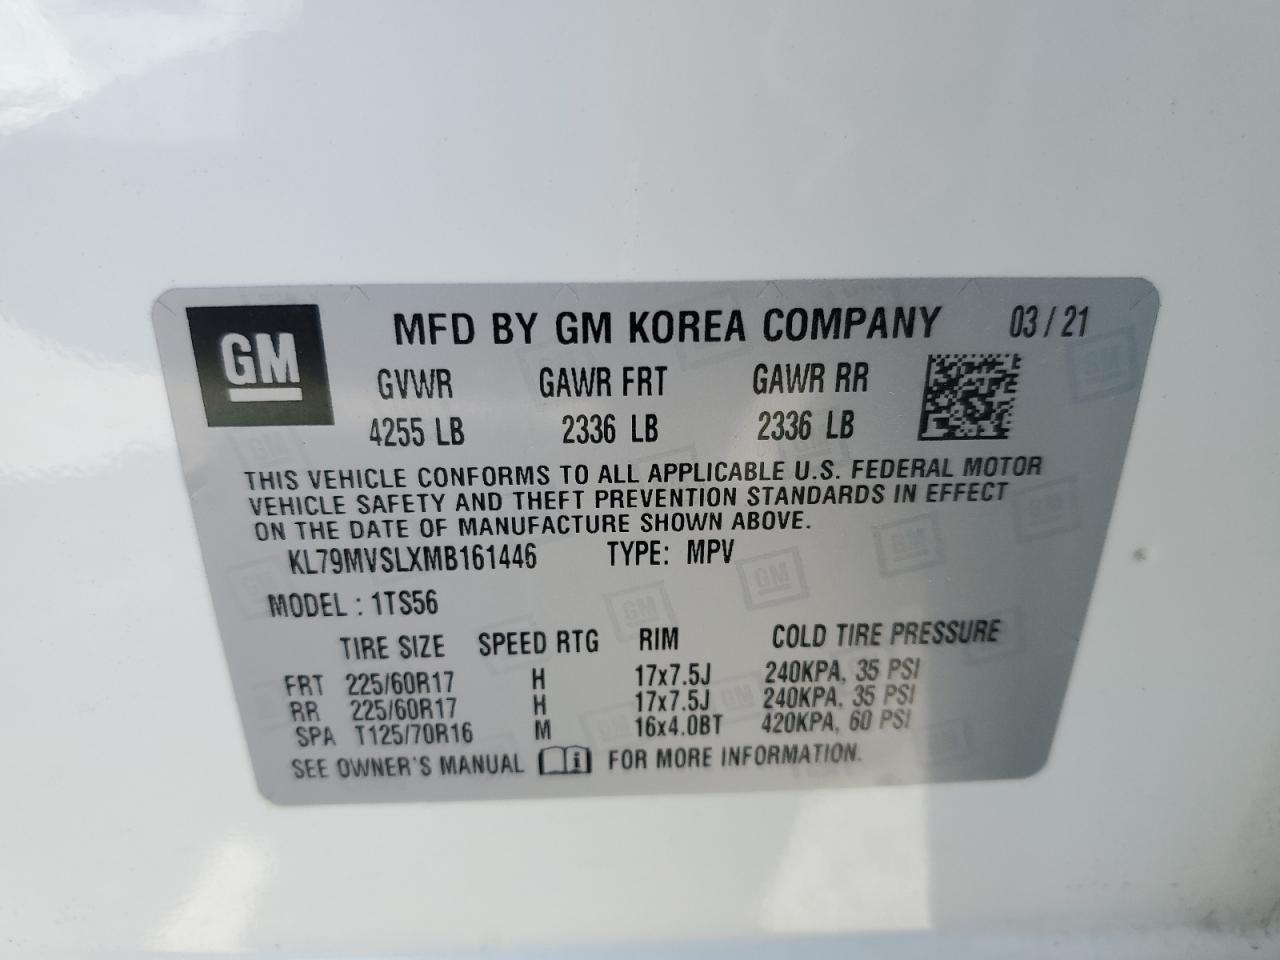 GM
MFD BY GM KOREA COMPANY 03/21
GVWR GAWR FRT GAWR RR
4255 LB 2336 LB 2336 LB
THIS VEHICLE CONFORMS TO ALL APPLICABLE U.S. FEDERAL MOTOR
VEHICLE SAFETY AND THEFT PREVENTION STANDARDS IN EFFECT
ON THE DATE OF MANUFACTURE SHOWN ABOVE.
KL79MVSLXMB161446 TYPE: MPV
MODEL : 1TS56
TIRE SIZE SPEED RTG RIM COLD TIRE PRESSURE
FRT 225/60R17 H 17x7.5J 240KPA, 35 PSI
RR 225/60R17 H 17x7.5J 240KPA, 35 PSI
SPA T125/70R16 M 16x4.0BT 420KPA, 60 PSI
SEE OWNER'S MANUAL i FOR MORE INFORMATION.